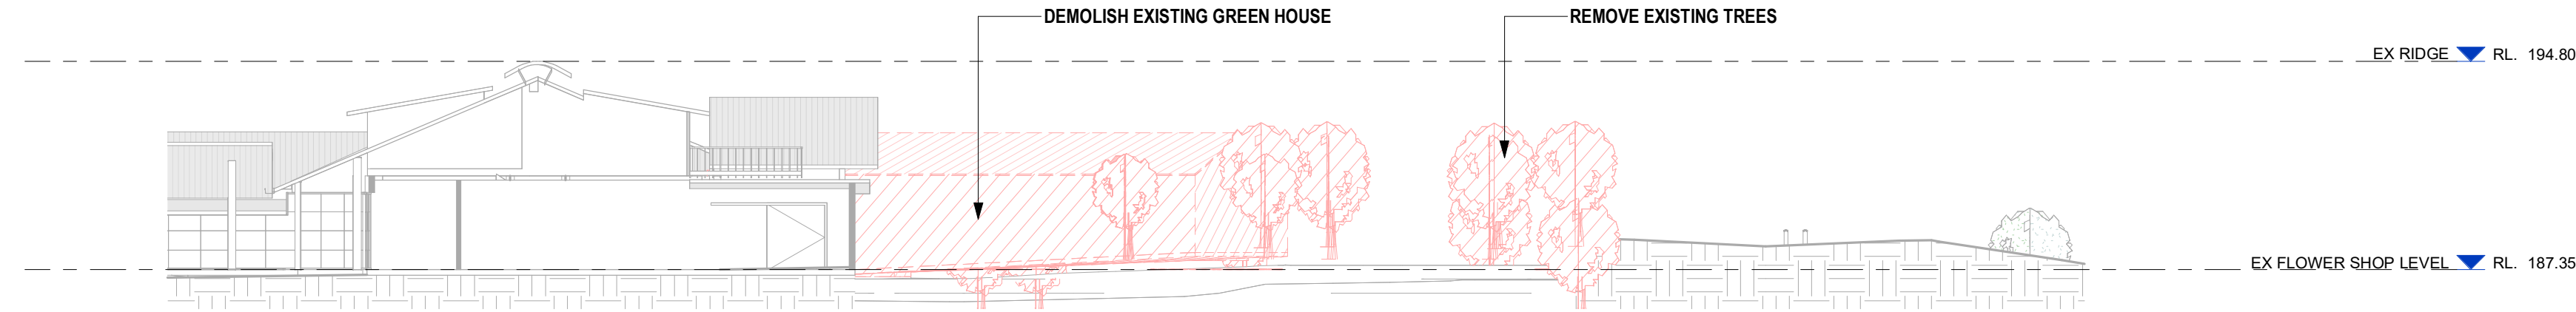 DEMOLISH EXISTING GREEN HOUSE
REMOVE EXISTING TREES
EX RIDGE RL. 194.80
EX FLOWER SHOP LEVEL RL. 187.35